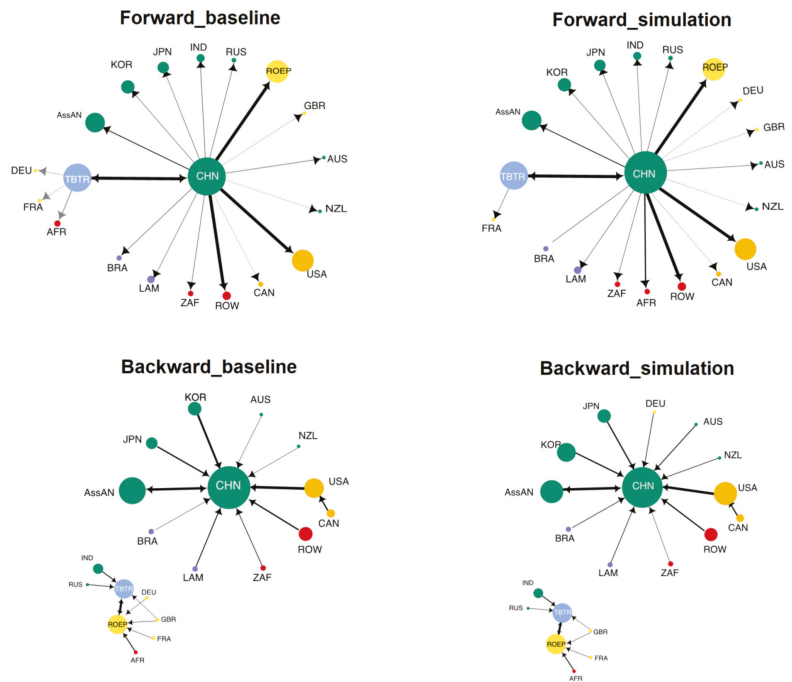 Forward_baseline
JPN
IND
RUS
KOR
ROEP
GBR
AssAN
DEU
TBTR
CHN
AUS
FRA
AFR
NZL
BRA
USA
LAM
ZAF
ROW
CAN
Forward_simulation
IND
RUS
JPN
KOR
ROEP
DEU
AssAN
GBR
TBTR
CHN
AUS
FRA
NZL
BRA
USA
LAM
ZAF
AFR
ROW
CAN
Backward_baseline
KOR
AUS
JPN
NZL
AssAN
CHN
USA
CAN
BRA
ROW
LAM
ZAF
IND
RUS
TBTR
DEU
ROEP
GBR
FRA
AFR
Backward_simulation
JPN
DEU
AUS
KOR
NZL
AssAN
CHN
USA
CAN
BRA
ROW
LAM
ZAF
IND
RUS
TBTR
GBR
ROEP
FRA
AFR